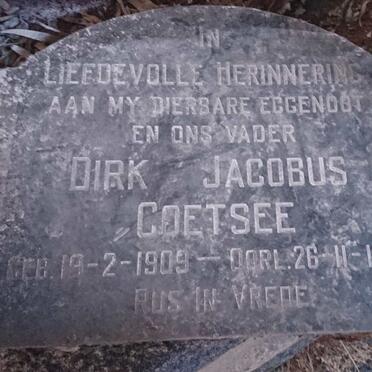 IN
LIEFDEVOLLE HERINNERING
AAN MY DIERBARE EGGENOOT
EN ONS VADER
DIRK JACOBUS
COETSEE
GEB. 19-2-1909 — OORL. 26-11-1
RUS IN VREDE